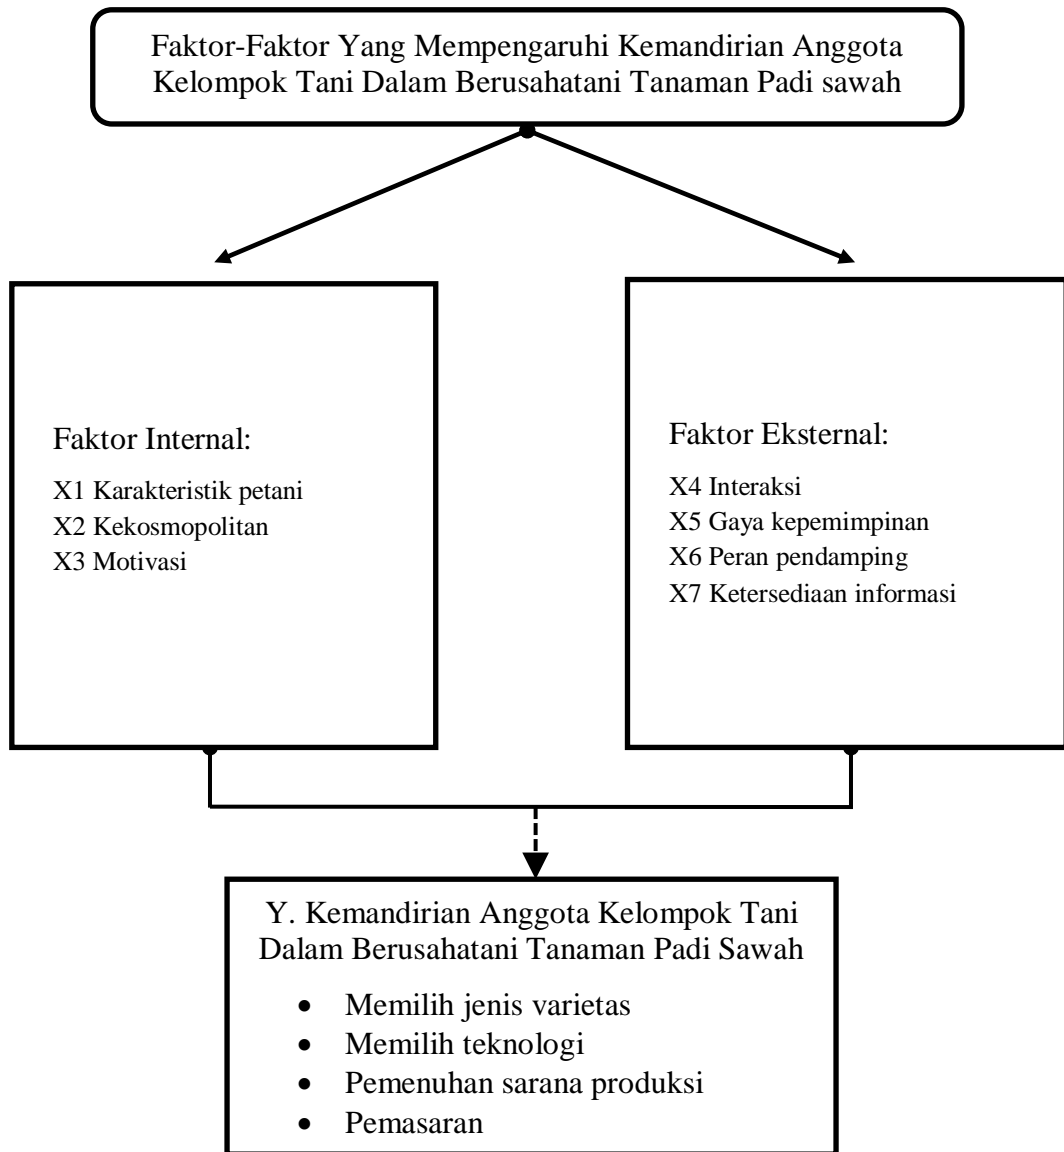 Faktor-Faktor Yang Mempengaruhi Kemandirian Anggota
Kelompok Tani Dalam Berusahatani Tanaman Padi sawah
Faktor Internal:
X1 Karakteristik petani
X2 Kekosmopolitan
X3 Motivasi
Faktor Eksternal:
X4 Interaksi
X5 Gaya kepemimpinan
X6 Peran pendamping
X7 Ketersediaan informasi
Y. Kemandirian Anggota Kelompok Tani
Dalam Berusahatani Tanaman Padi Sawah
• Memilih jenis varietas
• Memilih teknologi
• Pemenuhan sarana produksi
• Pemasaran